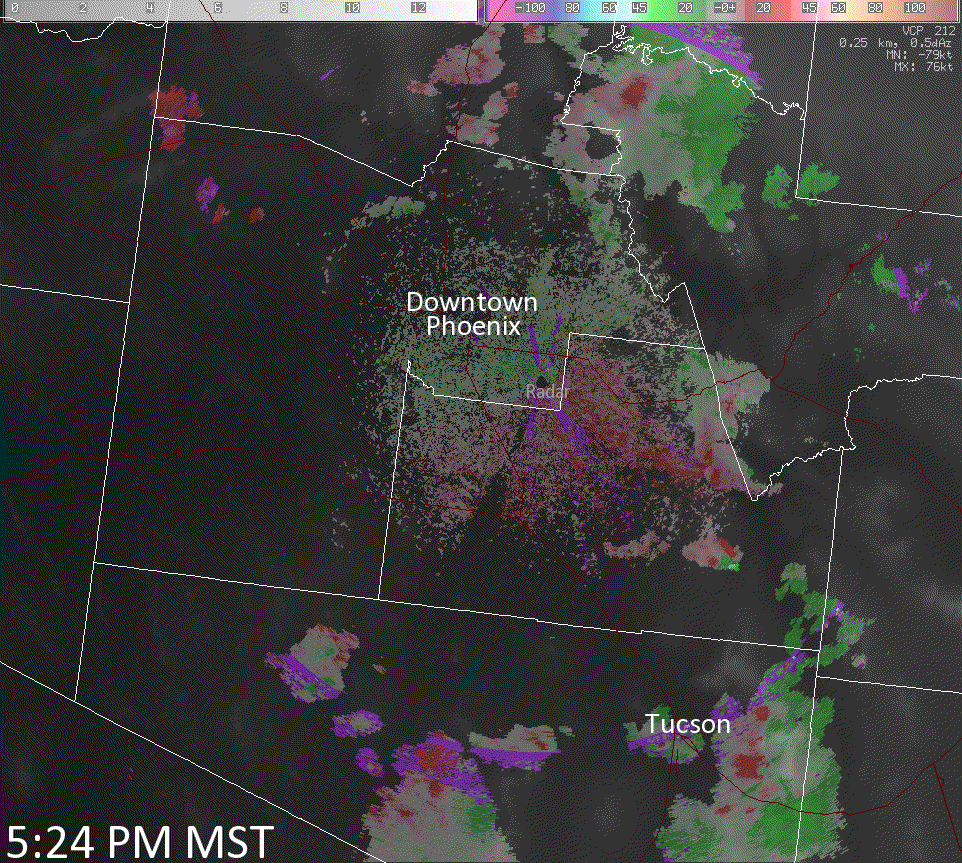 0 2 4 6 8 10 12 -100 80 60 45 20 -0+ 20 45 60 80 100
VCP 212
0.25 km, 0.5dAz
MN: -79kt
MX: 76kt
Downtown
Phoenix
Radar
Tucson
5:24 PM MST